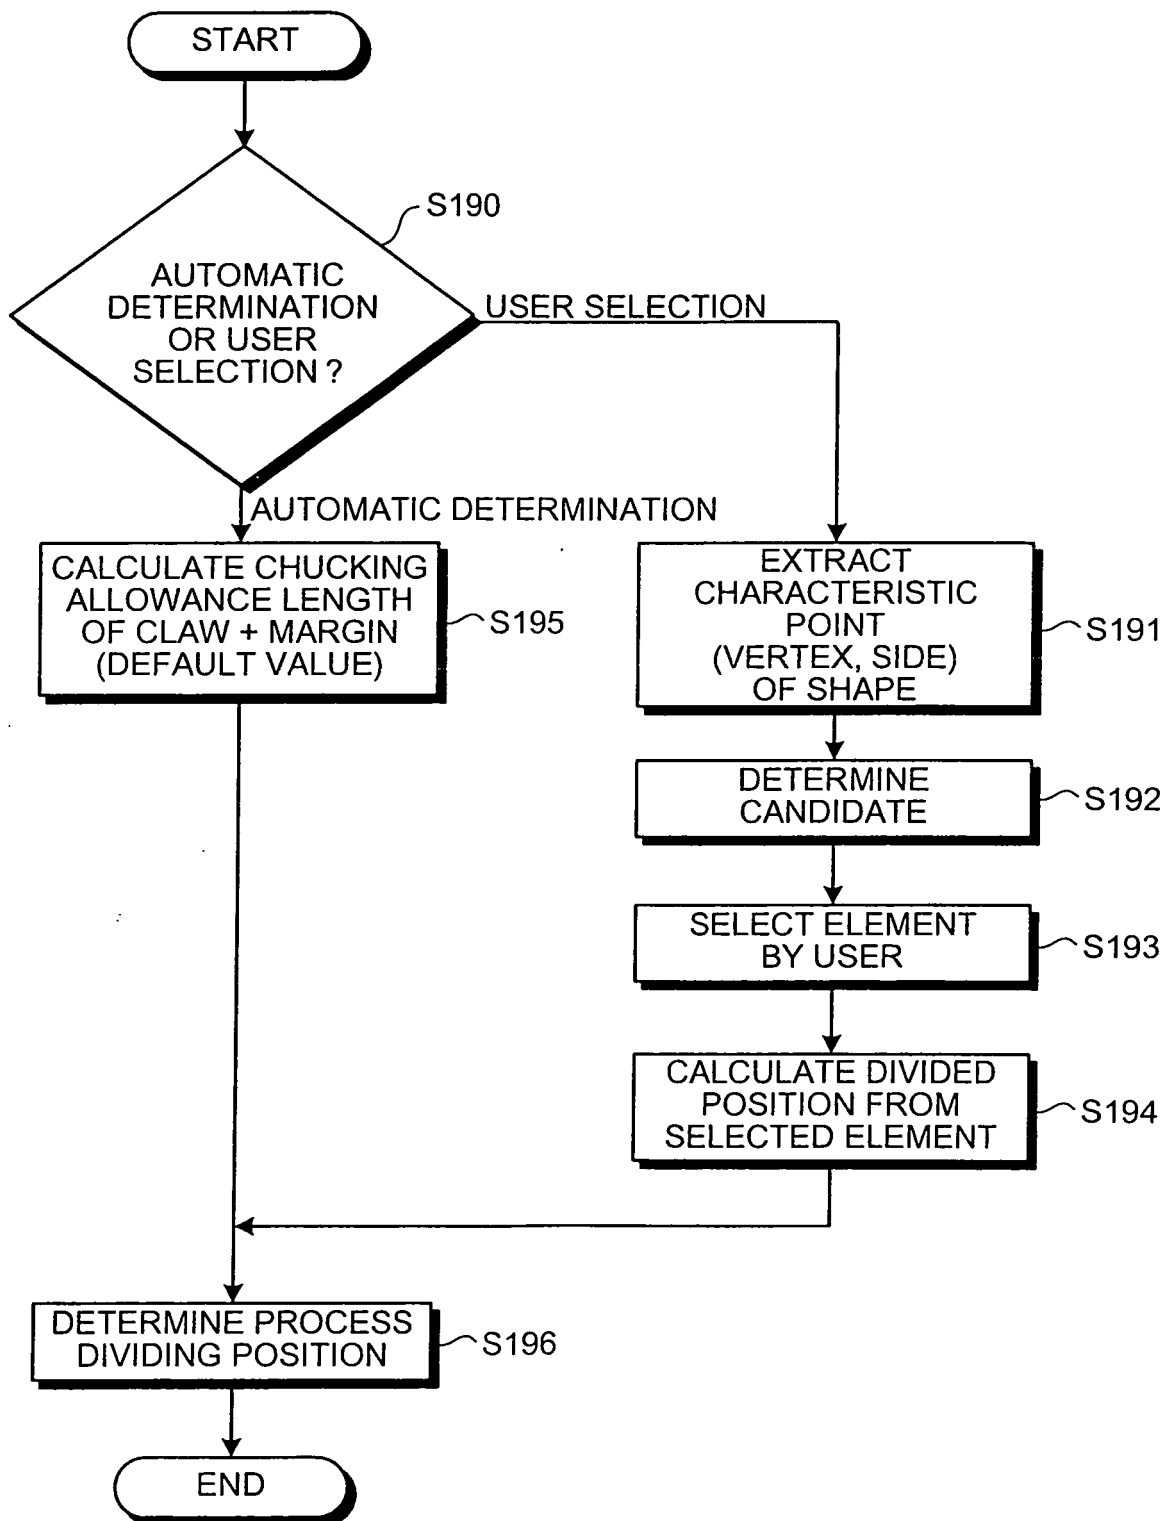 START
S190
AUTOMATIC
DETERMINATION
OR USER
SELECTION ?
USER SELECTION
AUTOMATIC DETERMINATION
CALCULATE CHUCKING
ALLOWANCE LENGTH
OF CLAW + MARGIN
(DEFAULT VALUE)
S195
EXTRACT
CHARACTERISTIC
POINT
(VERTEX, SIDE)
OF SHAPE
S191
DETERMINE
CANDIDATE
S192
SELECT ELEMENT
BY USER
S193
CALCULATE DIVIDED
POSITION FROM
SELECTED ELEMENT
S194
DETERMINE PROCESS
DIVIDING POSITION
S196
END